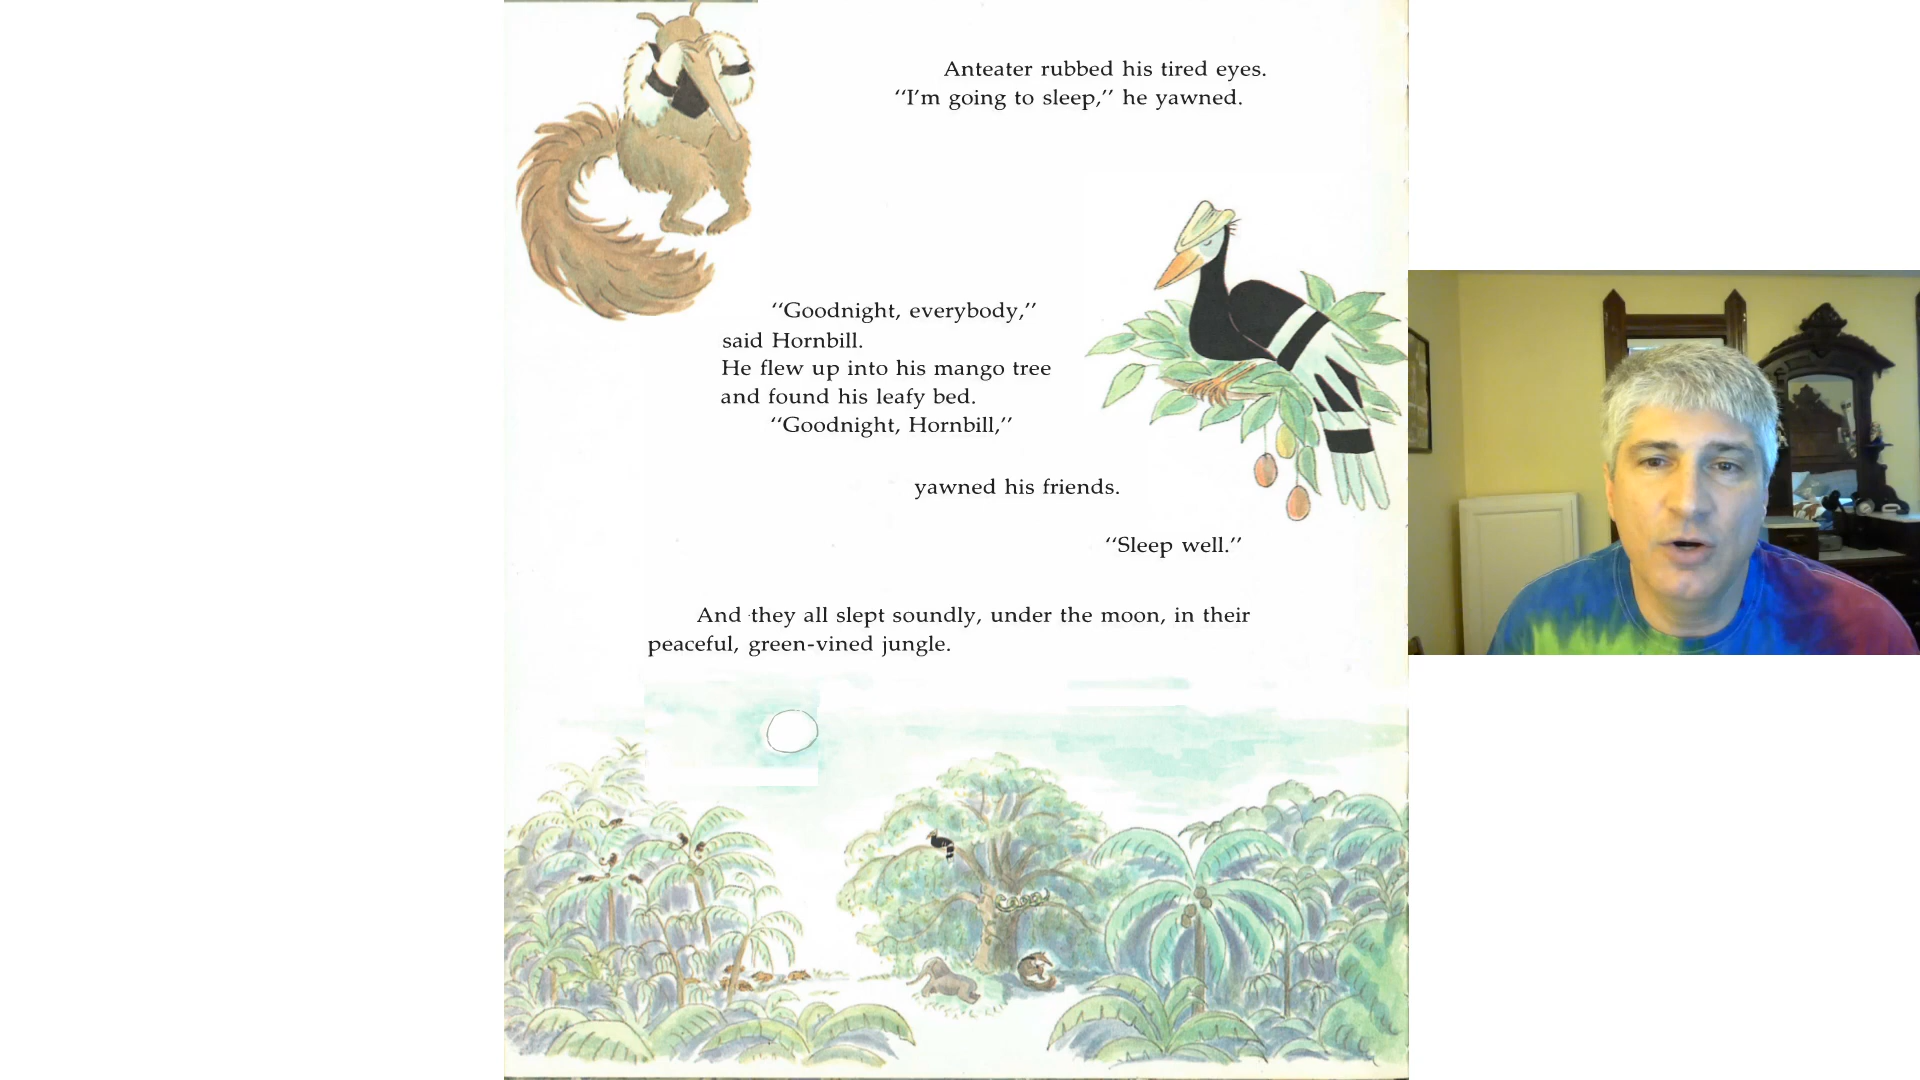 Anteater rubbed his tired eyes.
‘‘I’m going to sleep,’’ he yawned.
‘‘Goodnight, everybody,’’
said Hornbill.
He flew up into his mango tree
and found his leafy bed.
‘‘Goodnight, Hornbill,’’
yawned his friends.
‘‘Sleep well.’’
And they all slept soundly, under the moon, in their
peaceful, green-vined jungle.